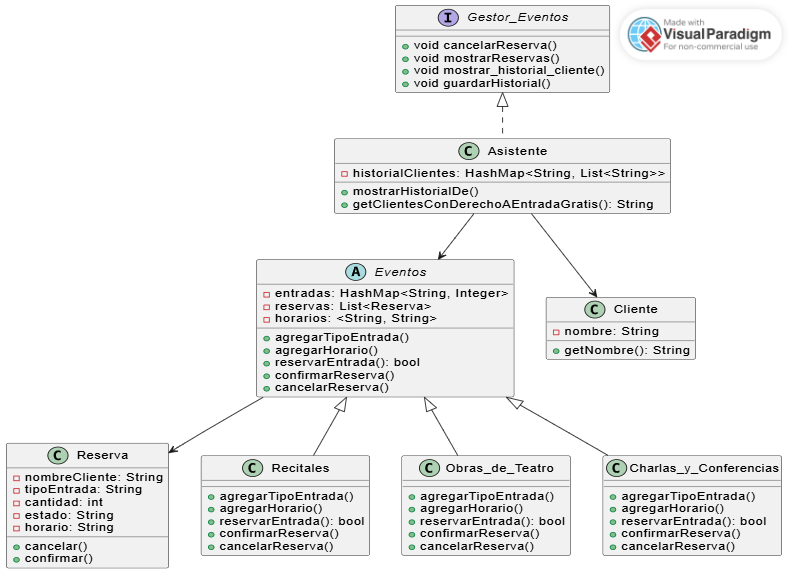 I Gestor_Eventos
void cancelarReserva()
void mostrarReservas()
void mostrar_historial_cliente()
void guardarHistorial()
Made with
VisualParadigm
For non-commercial use
C Asistente
historialClientes: HashMap<String, List<String>>
mostrarHistorialDe()
getClientesConDerechoAEntradaGratis(): String
A Eventos
entradas: HashMap<String, Integer>
reservas: List<Reserva>
horarios: <String, String>
agregarTipoEntrada()
agregarHorario()
reservarEntrada(): bool
confirmarReserva()
cancelarReserva()
C Cliente
nombre: String
getNombre(): String
C Reserva
nombreCliente: String
tipoEntrada: String
cantidad: int
estado: String
horario: String
cancelar()
confirmar()
C Recitales
agregarTipoEntrada()
agregarHorario()
reservarEntrada(): bool
confirmarReserva()
cancelarReserva()
C Obras_de_Teatro
agregarTipoEntrada()
agregarHorario()
reservarEntrada(): bool
confirmarReserva()
cancelarReserva()
C Charlas_y_Conferencias
agregarTipoEntrada()
agregarHorario()
reservarEntrada(): bool
confirmarReserva()
cancelarReserva()